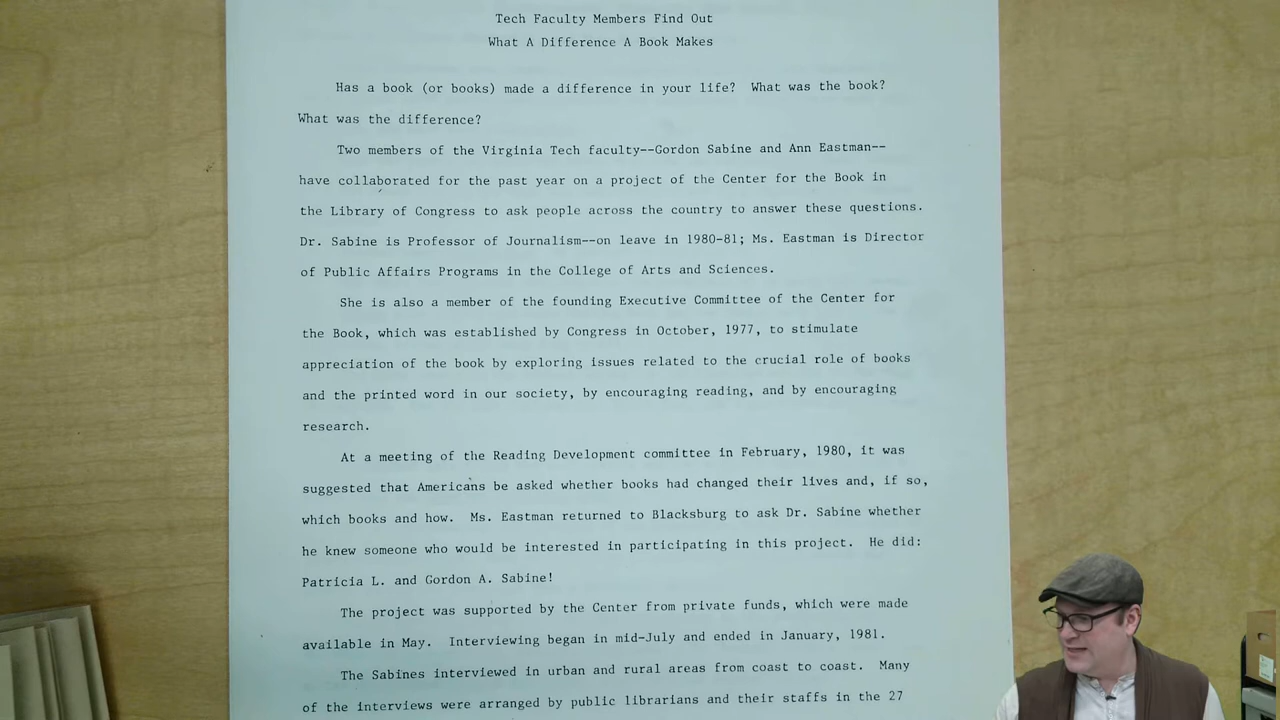 Tech Faculty Members Find Out
What A Difference A Book Makes
Has a book (or books) made a difference in your life? What was the book?
What was the difference?
Two members of the Virginia Tech faculty--Gordon Sabine and Ann Eastman--
have collaborated for the past year on a project of the Center for the Book in
the Library of Congress to ask people across the country to answer these questions.
Dr. Sabine is Professor of Journalism--on leave in 1980-81; Ms. Eastman is Director
of Public Affairs Programs in the College of Arts and Sciences.
She is also a member of the founding Executive Committee of the Center for
the Book, which was established by Congress in October, 1977, to stimulate
appreciation of the book by exploring issues related to the crucial role of books
and the printed word in our society, by encouraging reading, and by encouraging
research.
At a meeting of the Reading Development committee in February, 1980, it was
suggested that Americans be asked whether books had changed their lives and, if so,
which books and how. Ms. Eastman returned to Blacksburg to ask Dr. Sabine whether
he knew someone who would be interested in participating in this project. He did:
Patricia L. and Gordon A. Sabine!
The project was supported by the Center from private funds, which were made
available in May. Interviewing began in mid-July and ended in January, 1981.
The Sabines interviewed in urban and rural areas from coast to coast. Many
of the interviews were arranged by public librarians and their staffs in the 27